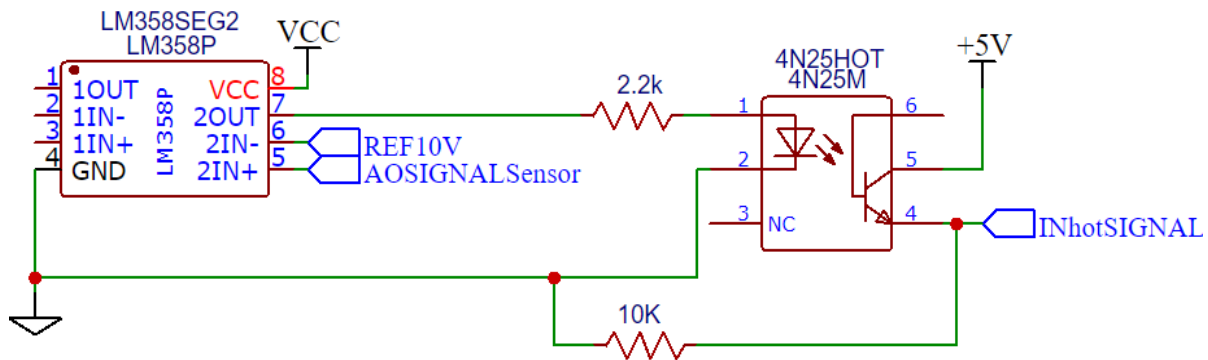 LM358SEG2
LM358P
VCC
1 1OUT VCC 8
2 1IN- 2OUT 7
3 1IN+ 2IN- 6
4 GND 2IN+ 5
LM358P
REF10V
AOSIGNALSensor
2.2k
4N25HOT
4N25M
+5V
1 6
2 5
3 NC 4
INhotSIGNAL
10K